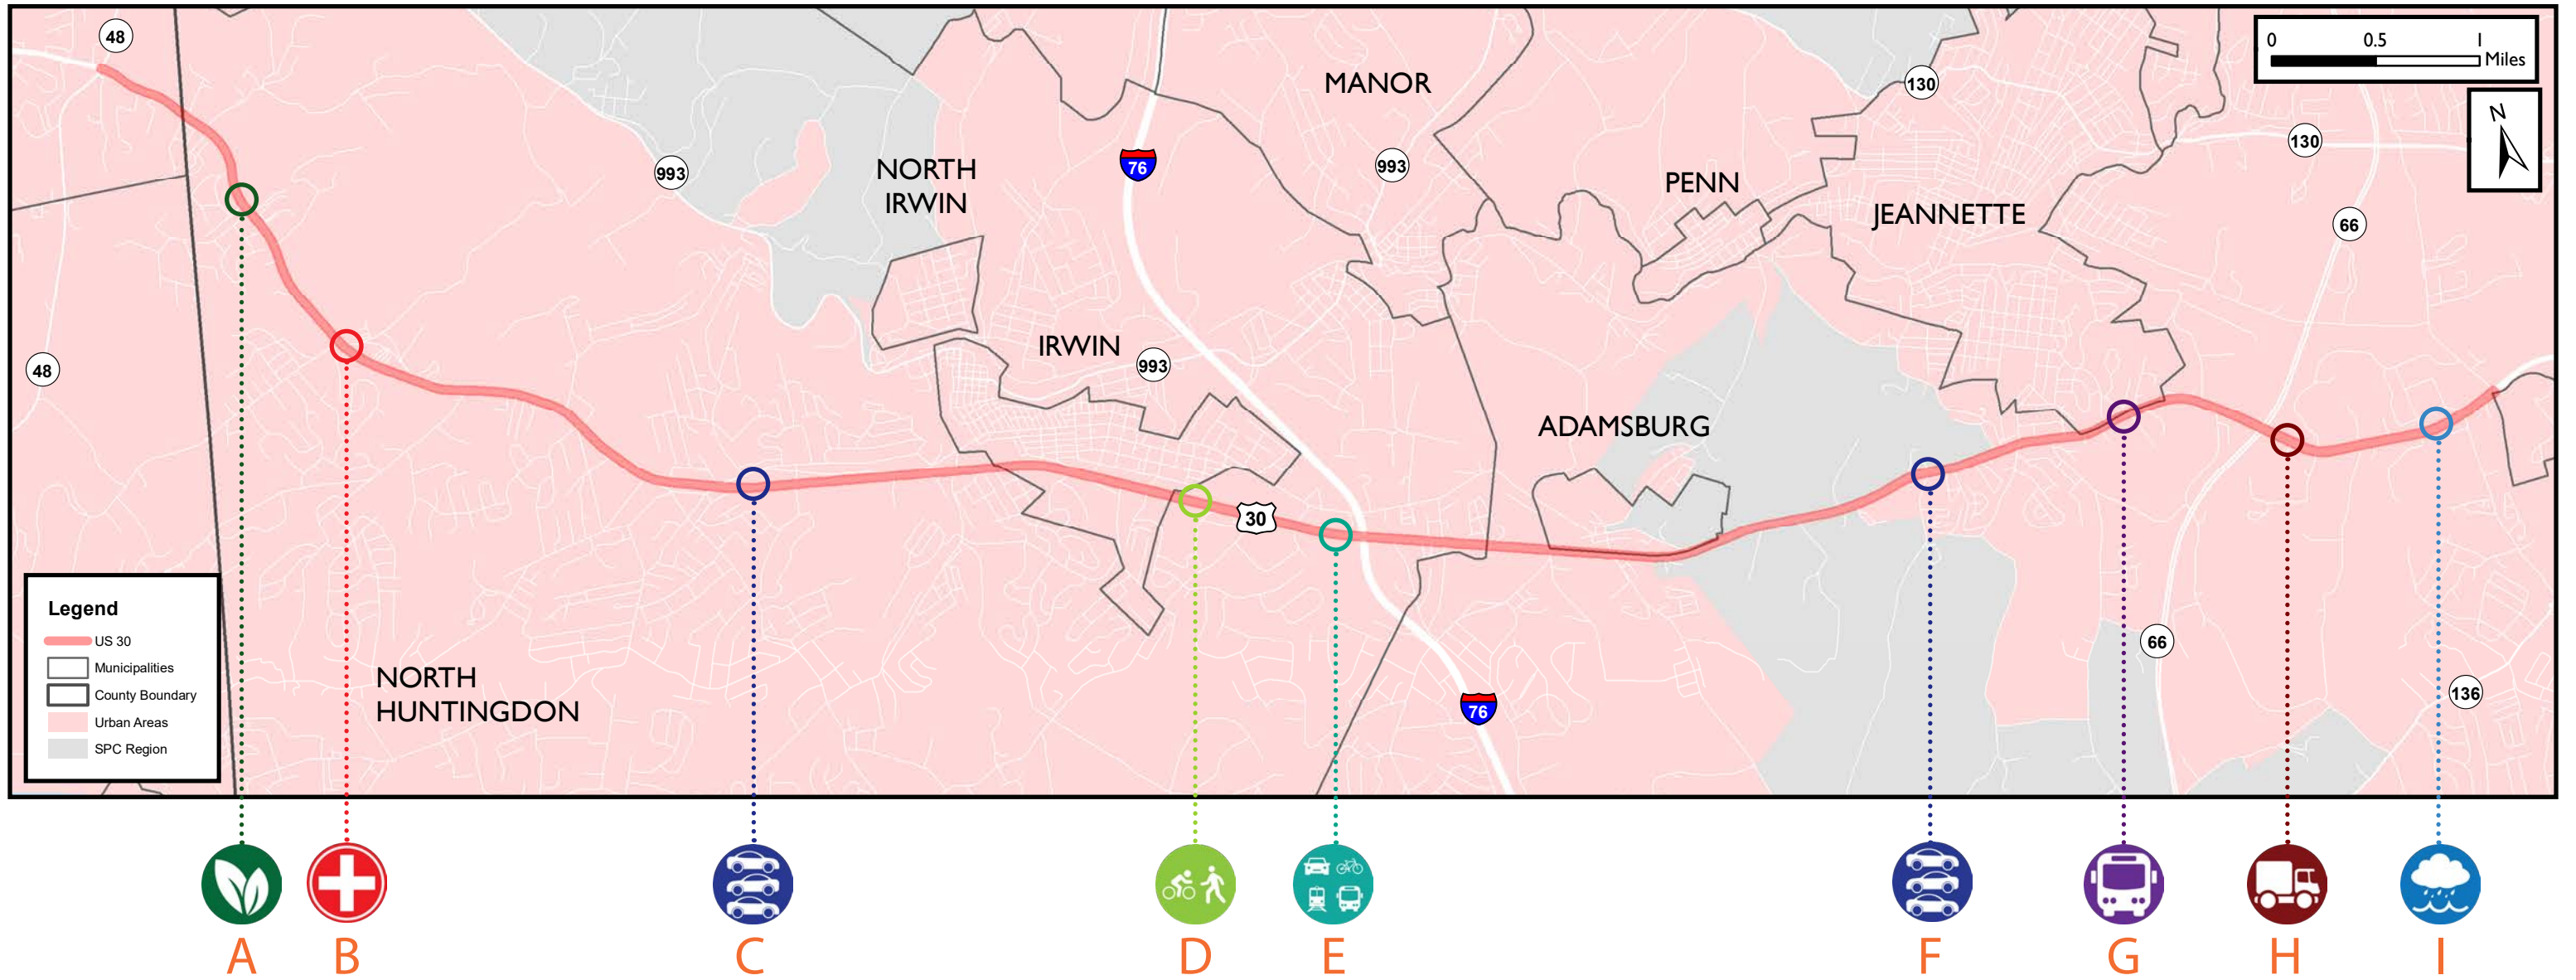 48
0 0.5 1
Miles
N
MANOR
130
130
993
76
993
NORTH
IRWIN
PENN
JEANNETTE
66
IRWIN
993
48
ADAMSBURG
30
Legend
US 30
Municipalities
County Boundary
Urban Areas
SPC Region
NORTH
HUNTINGDON
66
136
76
A B C D E F G H I